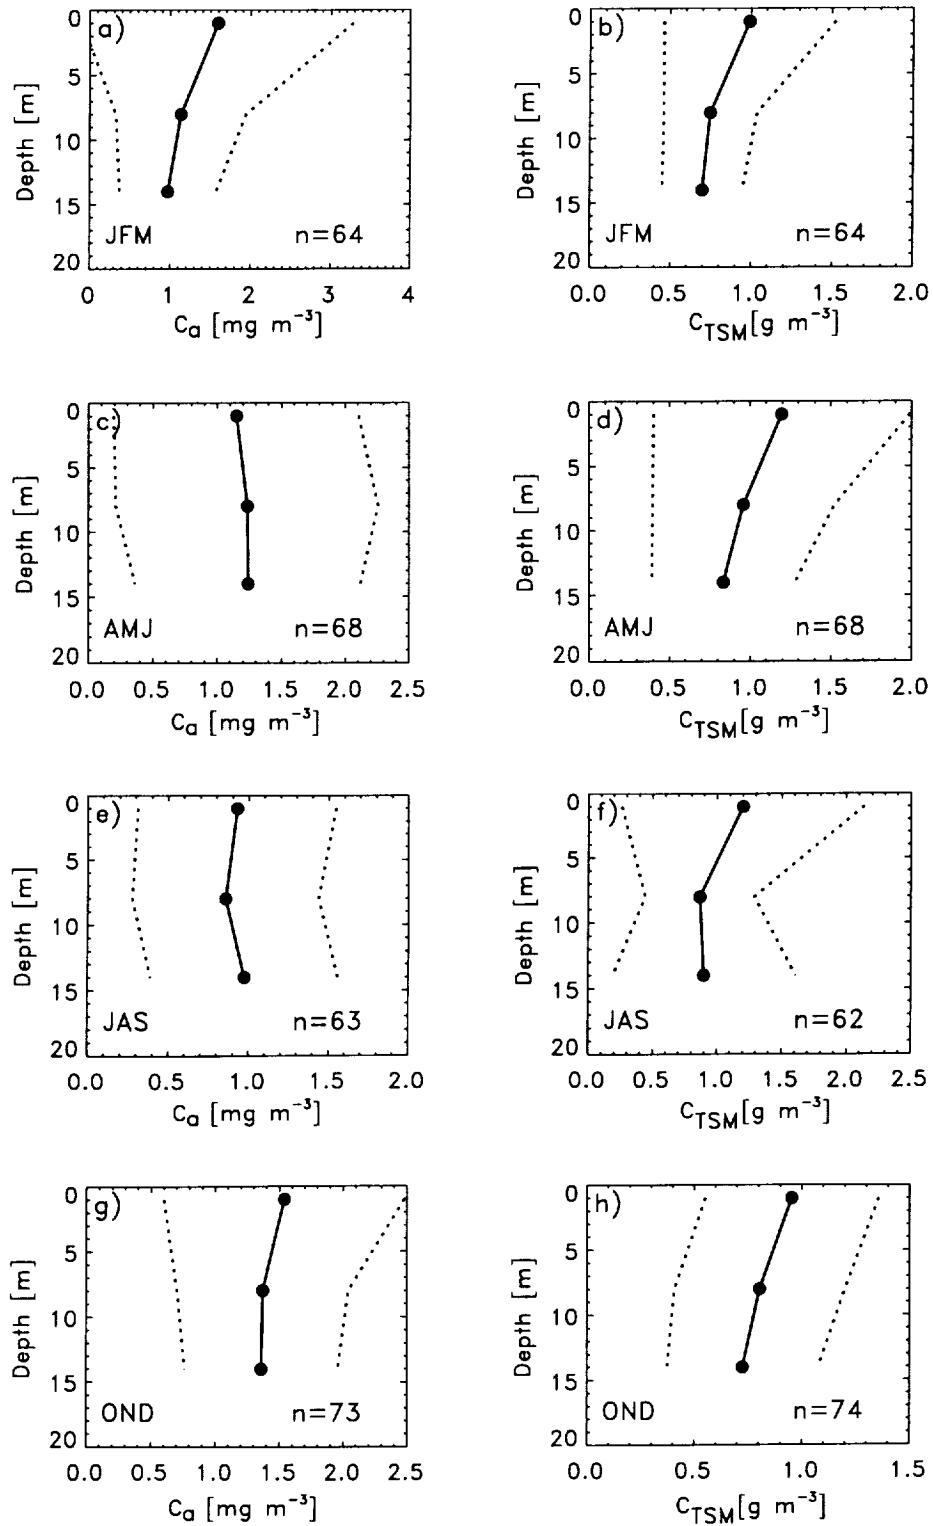 a)
0
5
10
15
20
Depth [m]
JFM n=64
0 1 2 3 4
Ca [mg m⁻³]
b)
0
5
10
15
20
Depth [m]
JFM n=64
0.0 0.5 1.0 1.5 2.0
CTSM[g m⁻³]
c)
0
5
10
15
20
Depth [m]
AMJ n=68
0.0 0.5 1.0 1.5 2.0 2.5
Ca [mg m⁻³]
d)
0
5
10
15
20
Depth [m]
AMJ n=68
0.0 0.5 1.0 1.5 2.0
CTSM[g m⁻³]
e)
0
5
10
15
20
Depth [m]
JAS n=63
0.0 0.5 1.0 1.5 2.0
Ca [mg m⁻³]
f)
0
5
10
15
20
Depth [m]
JAS n=62
0.0 0.5 1.0 1.5 2.0 2.5
CTSM[g m⁻³]
g)
0
5
10
15
20
Depth [m]
OND n=73
0.0 0.5 1.0 1.5 2.0 2.5
Ca [mg m⁻³]
h)
0
5
10
15
20
Depth [m]
OND n=74
0.0 0.5 1.0 1.5
CTSM[g m⁻³]